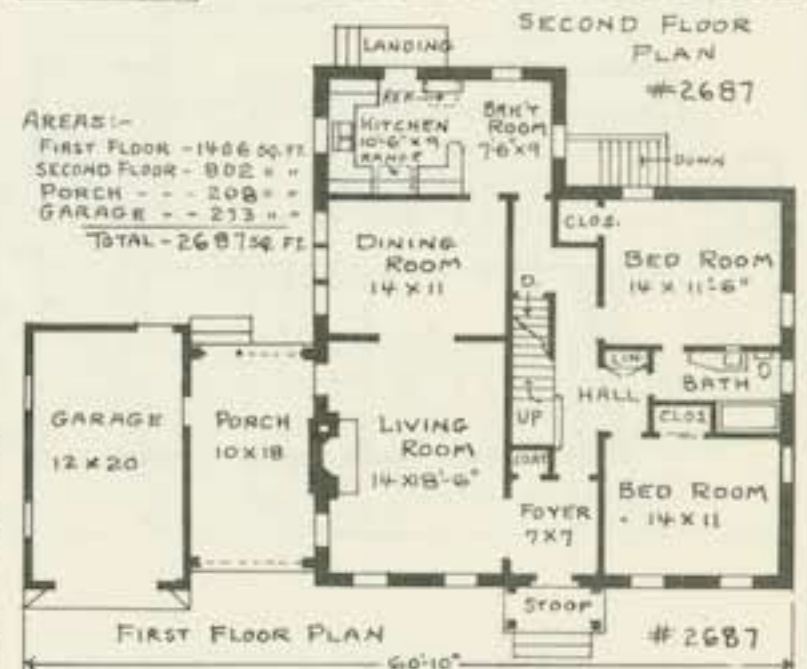 SECOND FLOOR
PLAN
#2687
LANDING
AREAS:-
FIRST FLOOR - 1406 SQ. FT.
SECOND FLOOR - 802 " "
PORCH - - - 208 " "
GARAGE - - 273 " "
TOTAL - 2687 SQ. FT.
KITCHEN
10'-6" x 9
RANGE
BRK'T
ROOM
7'-6" x 9
DOWN
CLOS.
DINING
ROOM
14 x 11
BED ROOM
14 x 11'-6"
D.
LIN.
BATH
HALL
GARAGE
12 x 20
PORCH
10 x 18
LIVING
ROOM
14 x 18'-6"
UP
CLOS
COAT
FOYER
7 x 7
BED ROOM
14 x 11
STOOP
FIRST FLOOR PLAN
#2687
60'-10"